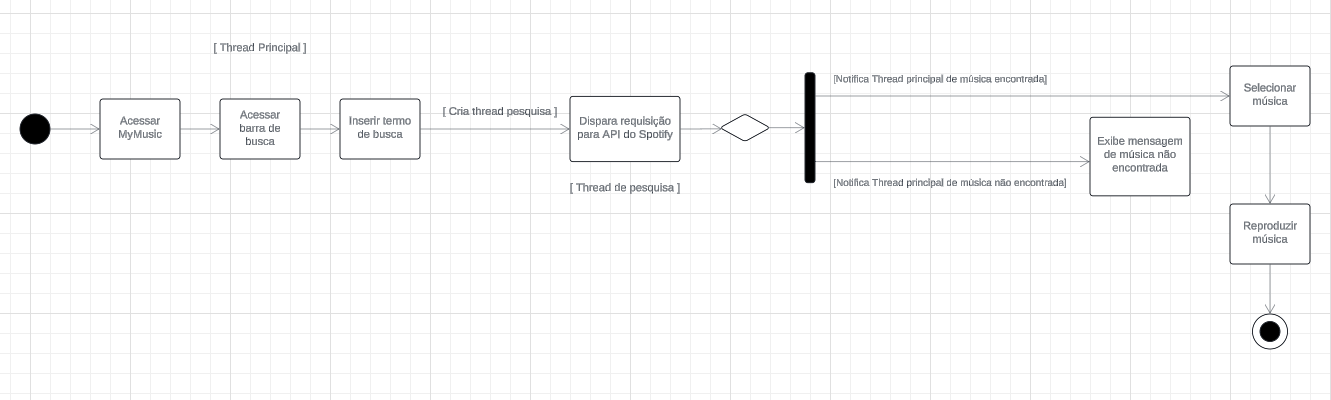 [ Thread Principal ]
Acessar
MyMusic
Acessar
barra de
busca
Inserir termo
de busca
[ Cria thread pesquisa ]
Dispara requisição
para API do Spotify
[ Thread de pesquisa ]
[Notifica Thread principal de música encontrada]
[Notifica Thread principal de música não encontrada]
Exibe mensagem
de música não
encontrada
Selecionar
música
Reproduzir
música